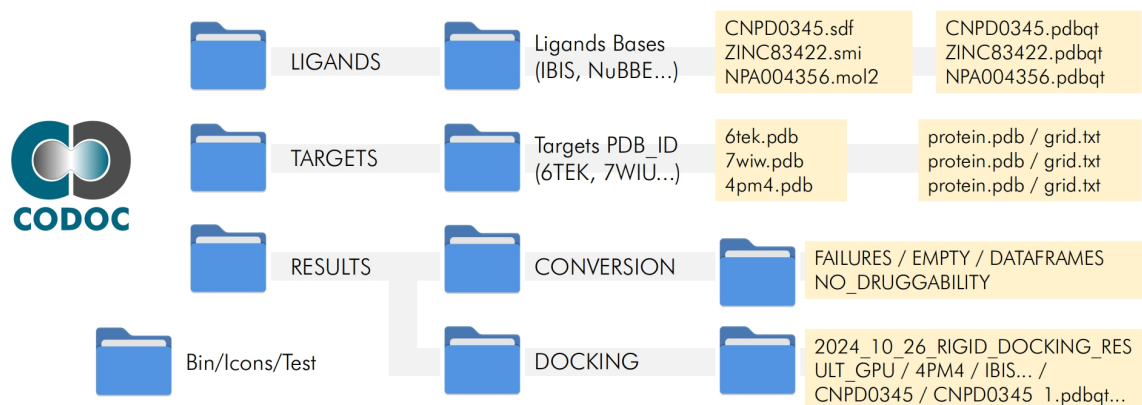 LIGANDS
Ligands Bases
(IBIS, NuBBE...)
CNPD0345.sdf
ZINC83422.smi
NPA004356.mol2
CNPD0345.pdbqt
ZINC83422.pdbqt
NPA004356.pdbqt
CODOC
TARGETS
Targets PDB_ID
(6TEK, 7WIU...)
6tek.pdb
7wiw.pdb
4pm4.pdb
protein.pdb / grid.txt
protein.pdb / grid.txt
protein.pdb / grid.txt
RESULTS
CONVERSION
FAILURES / EMPTY / DATAFRAMES
NO_DRUGGABILITY
Bin/Icons/Test
DOCKING
2024_10_26_RIGID_DOCKING_RES
ULT_GPU / 4PM4 / IBIS... /
CNPD0345 / CNPD0345_1.pdbqt...